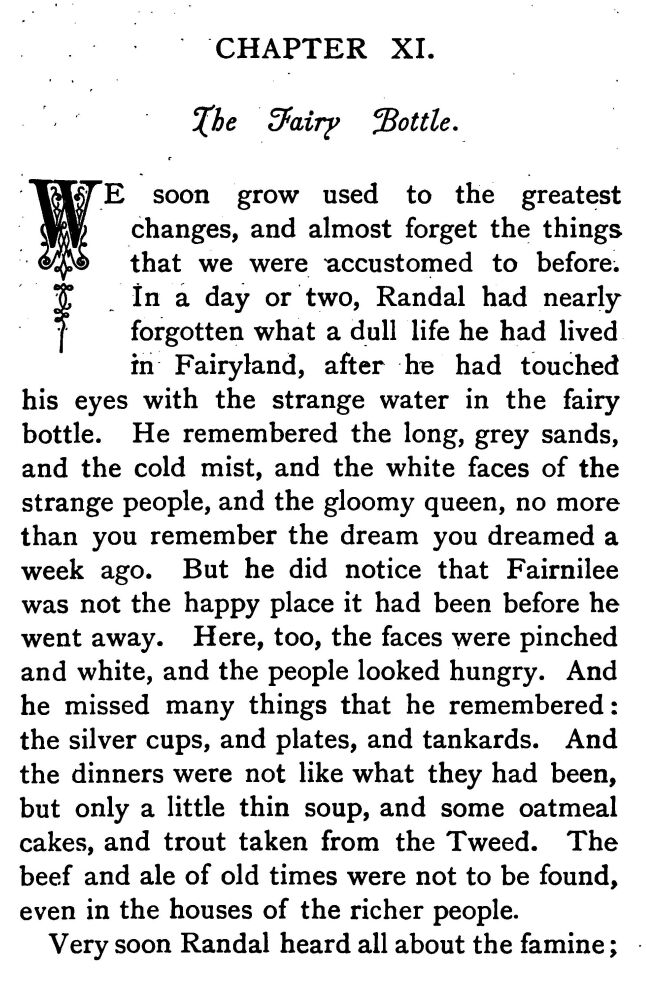 CHAPTER XI.
The Fairy Bottle.
WE soon grow used to the greatest
changes, and almost forget the things
that we were accustomed to before.
In a day or two, Randal had nearly
forgotten what a dull life he had lived
in Fairyland, after he had touched
his eyes with the strange water in the fairy
bottle. He remembered the long, grey sands,
and the cold mist, and the white faces of the
strange people, and the gloomy queen, no more
than you remember the dream you dreamed a
week ago. But he did notice that Fairnilee
was not the happy place it had been before he
went away. Here, too, the faces were pinched
and white, and the people looked hungry. And
he missed many things that he remembered:
the silver cups, and plates, and tankards. And
the dinners were not like what they had been,
but only a little thin soup, and some oatmeal
cakes, and trout taken from the Tweed. The
beef and ale of old times were not to be found,
even in the houses of the richer people.
Very soon Randal heard all about the famine;